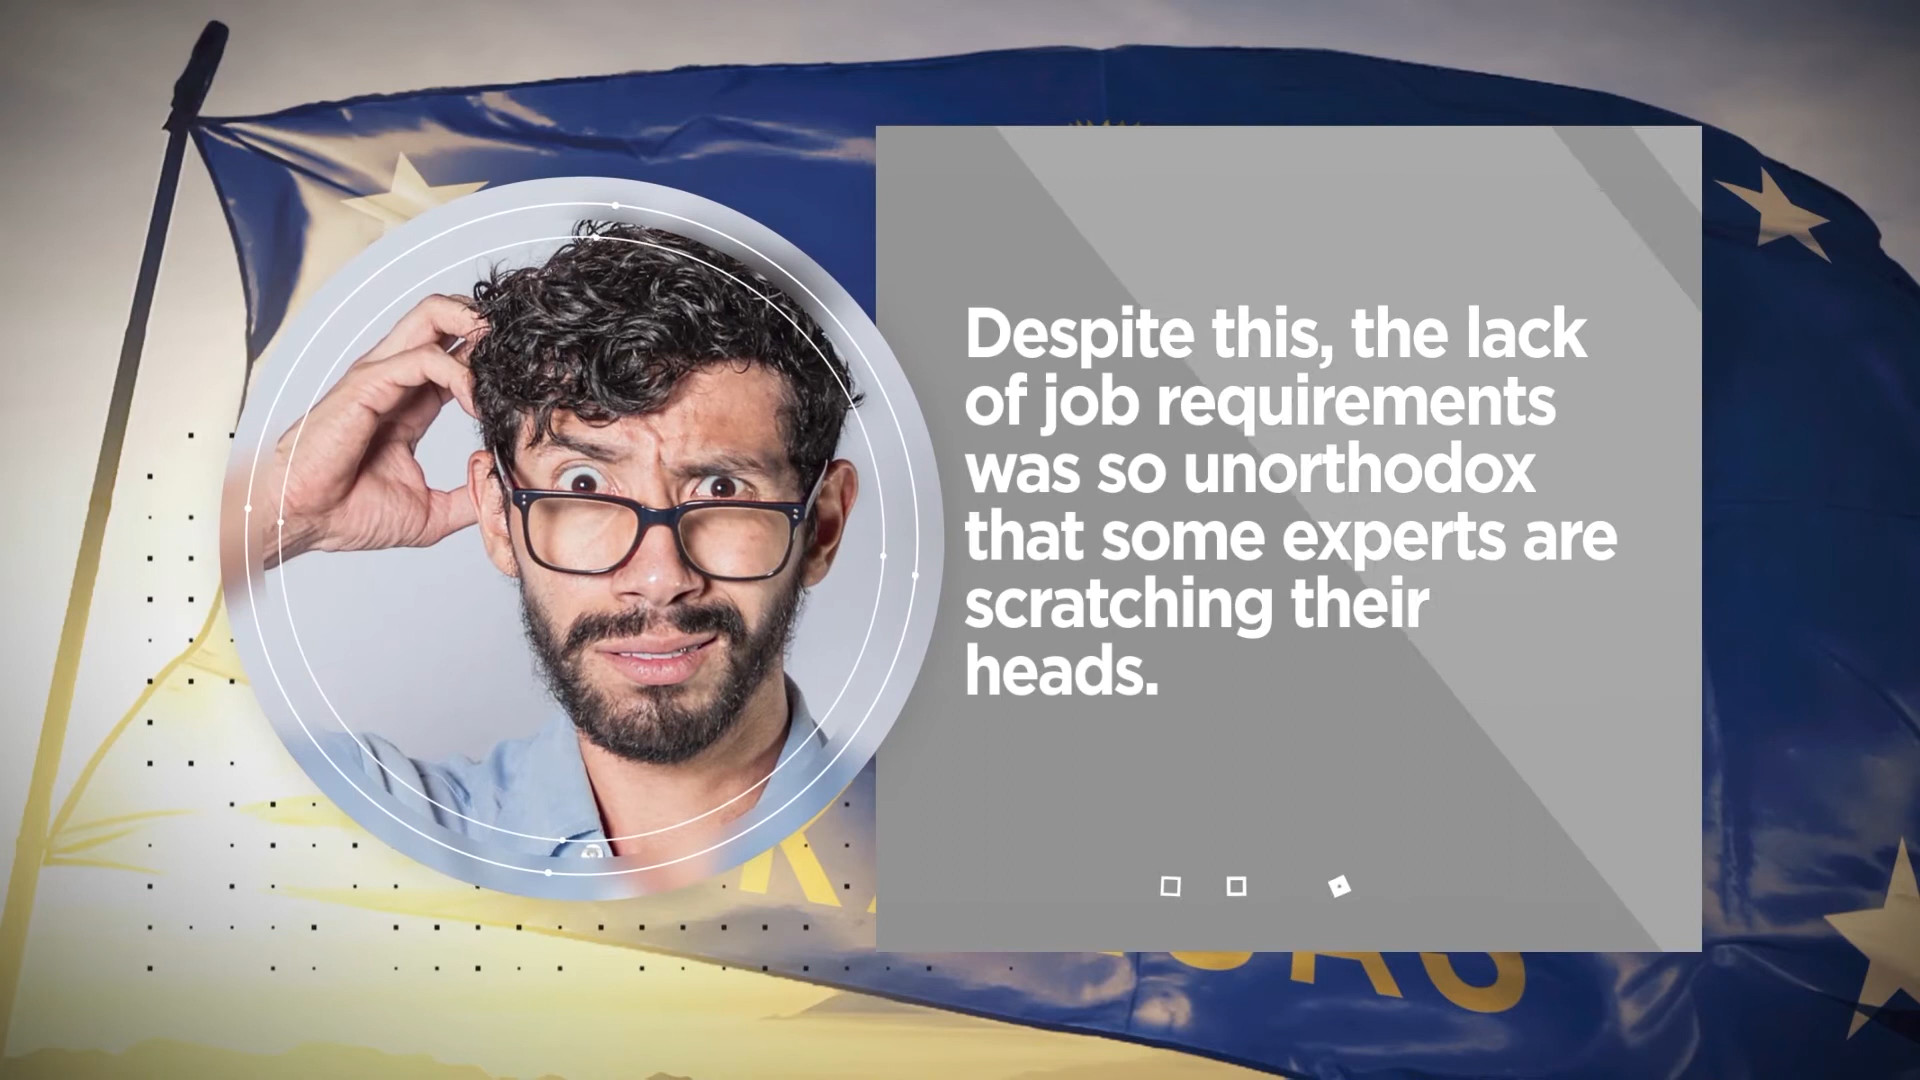 Despite this, the lack
of job requirements
was so unorthodox
that some experts are
scratching their
heads.